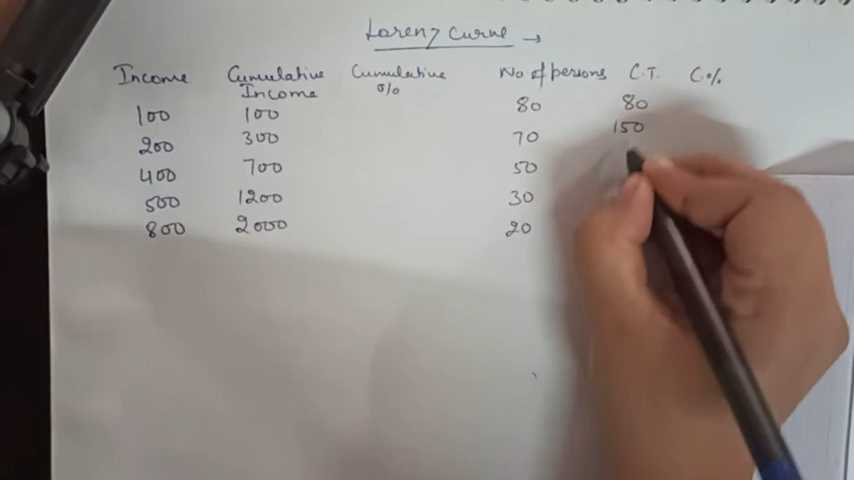 Lorenz Curve →
Income Cumulative Income Cumulative % No of persons C.T. C.%
100 100 80 80
200 300 70 150
400 700 50
500 1200 30
800 2000 20